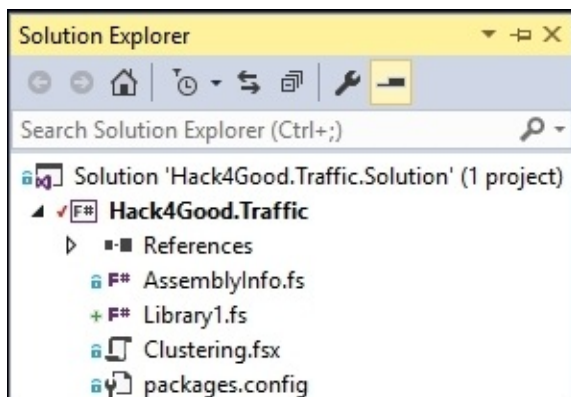 Solution Explorer
Search Solution Explorer (Ctrl+;)
Solution 'Hack4Good.Traffic.Solution' (1 project)
F# Hack4Good.Traffic
References
F# AssemblyInfo.fs
+ F# Library1.fs
Clustering.fsx
packages.config